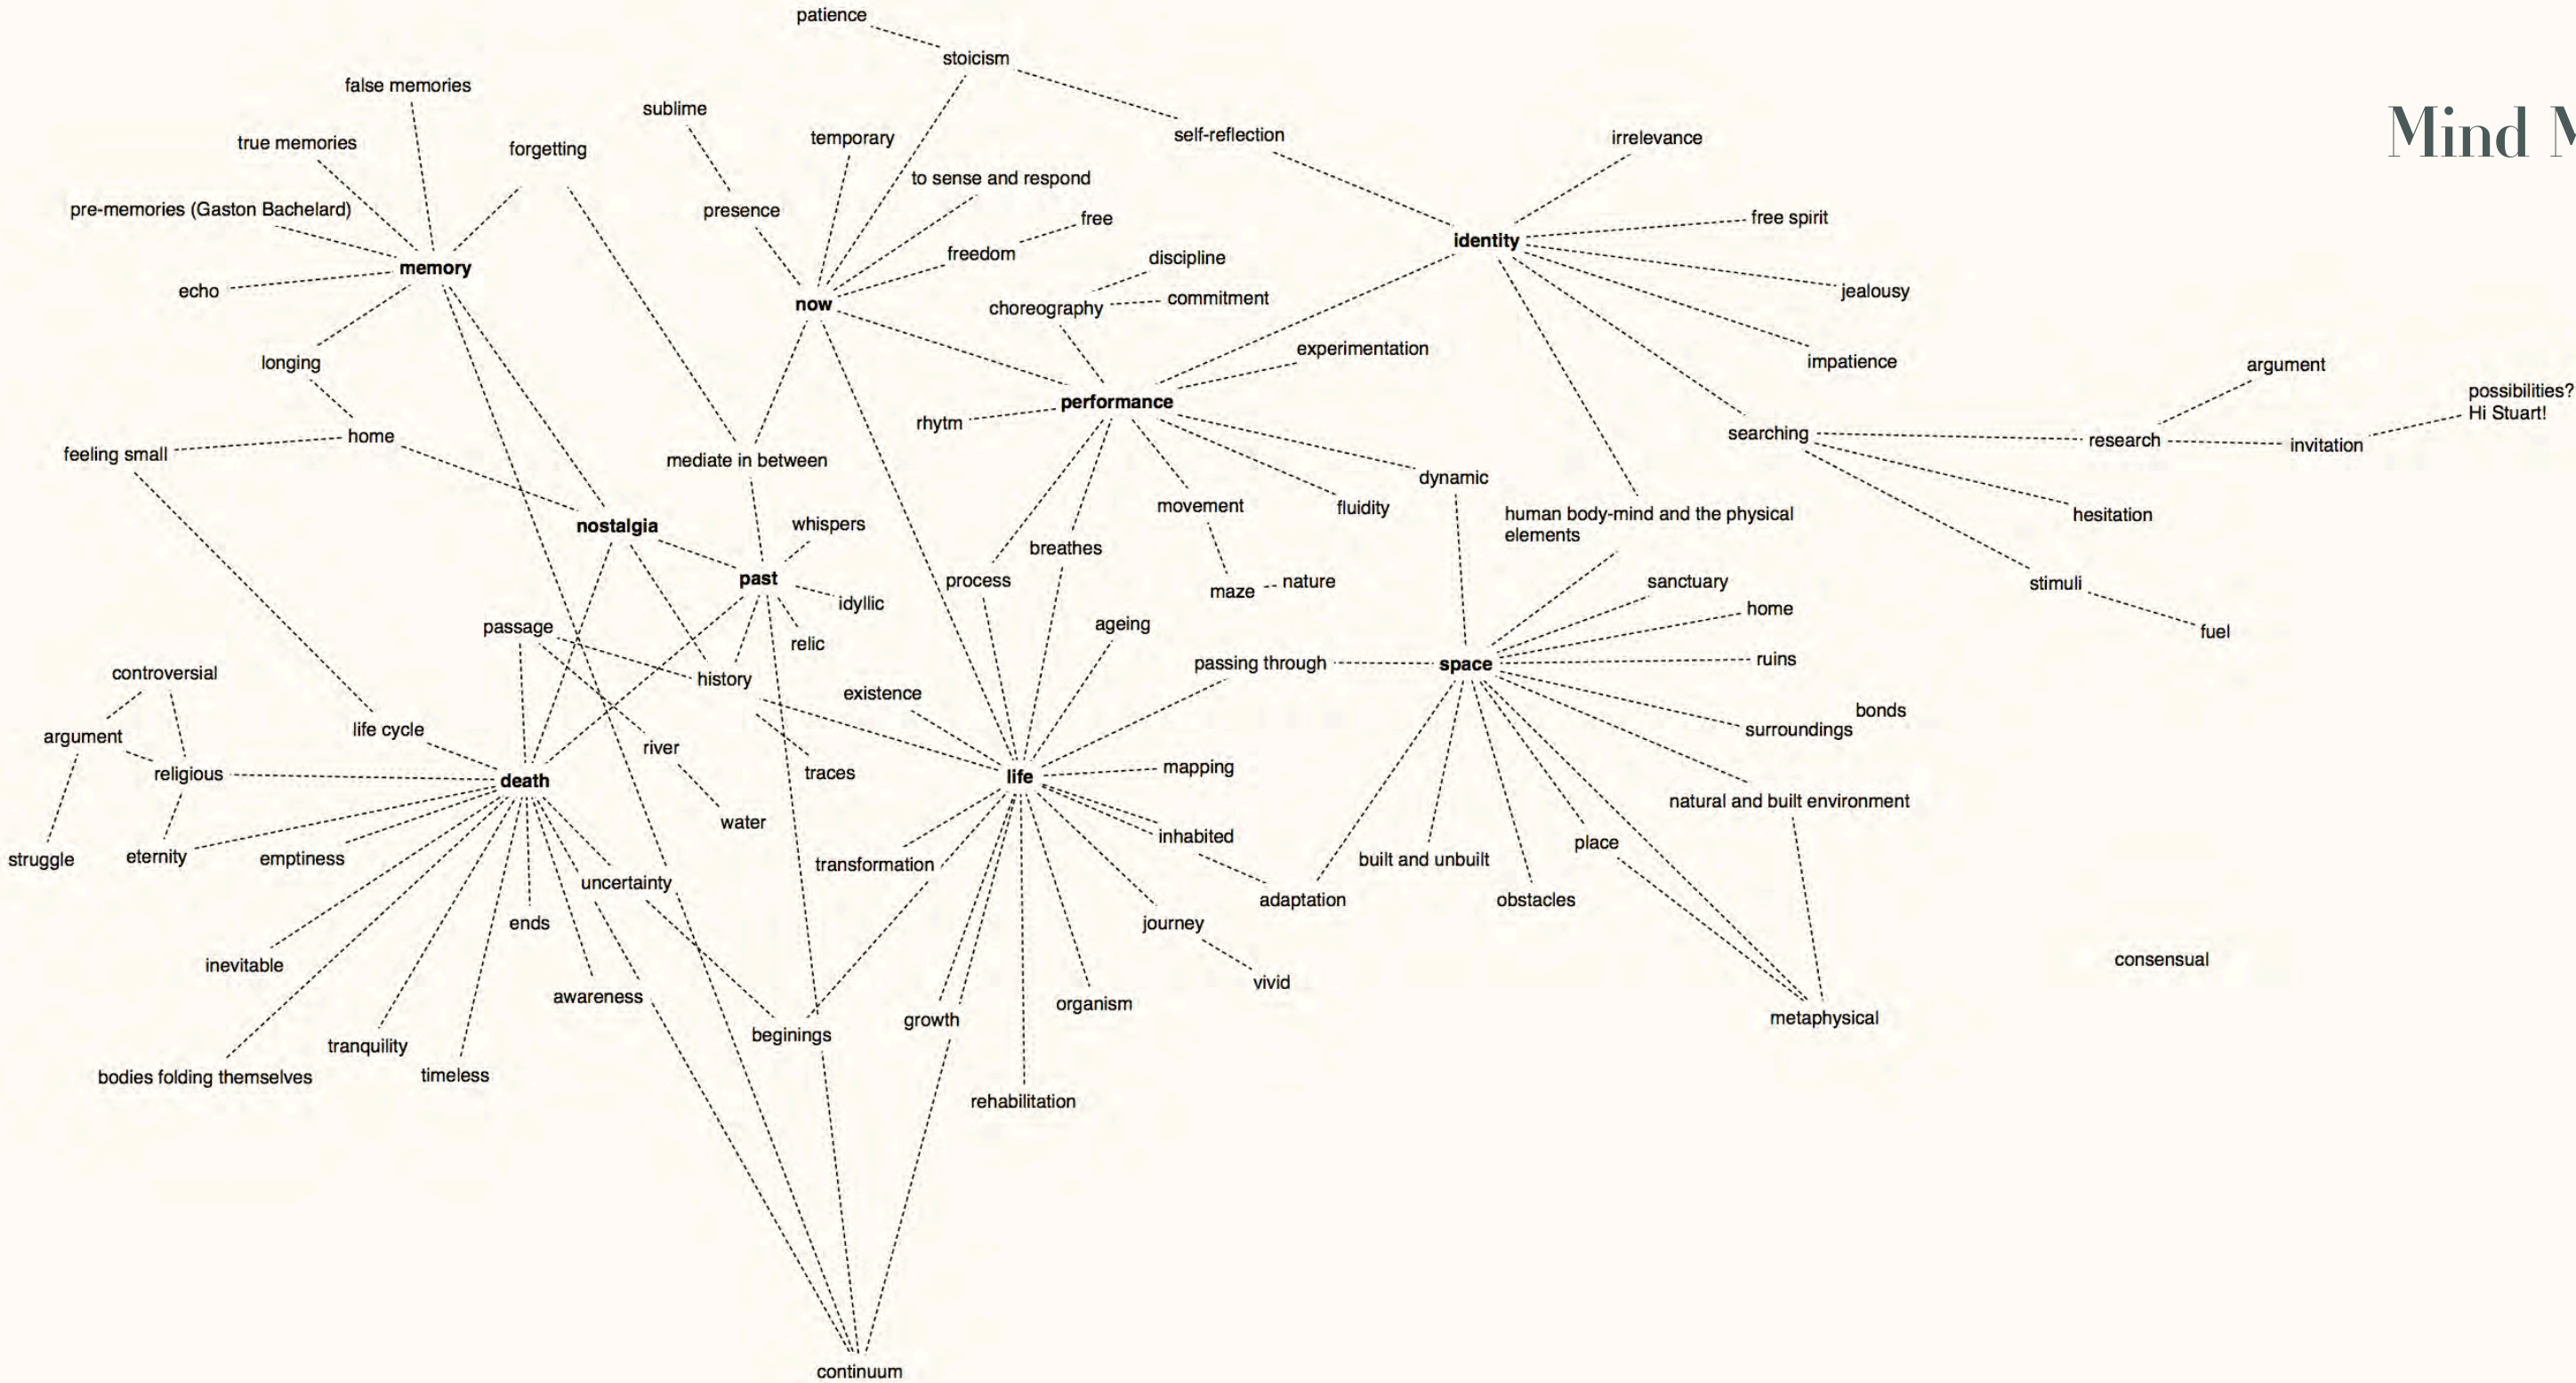 patience
stoicism
false memories
sublime
Mind M
temporary
self-reflection
irrelevance
true memories
forgetting
to sense and respond
pre-memories (Gaston Bachelard)
presence
free
free spirit
identity
freedom
discipline
memory
echo
now
choreography
commitment
jealousy
experimentation
longing
impatience
argument
possibilities?
Hi Stuart!
performance
rhytm
home
searching
research
invitation
feeling small
mediate in between
dynamic
movement
fluidity
human body-mind and the physical
elements
hesitation
nostalgia
whispers
breathes
past
process
maze
nature
sanctuary
stimuli
idyllic
home
passage
relic
ageing
fuel
controversial
history
existence
passing through
space
ruins
bonds
argument
life cycle
river
surroundings
religious
death
traces
life
mapping
water
natural and built environment
struggle
eternity
emptiness
transformation
inhabited
place
built and unbuilt
uncertainty
adaptation
obstacles
ends
journey
inevitable
consensual
awareness
vivid
organism
growth
metaphysical
beginings
tranquility
bodies folding themselves
timeless
rehabilitation
continuum